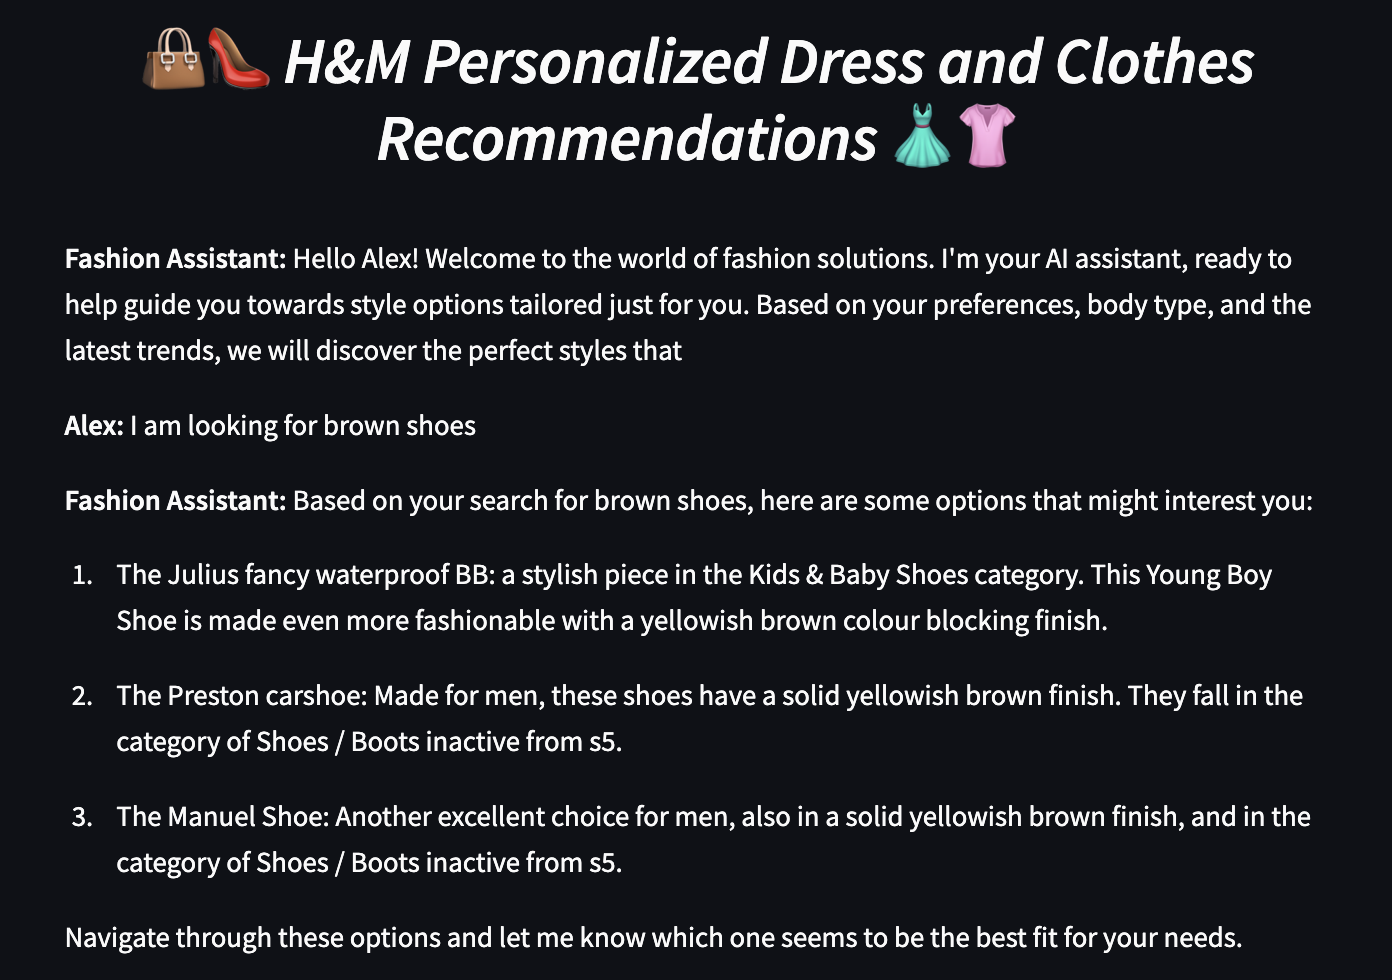 H&M Personalized Dress and Clothes
Recommendations
Fashion Assistant: Hello Alex! Welcome to the world of fashion solutions. I'm your AI assistant, ready to
help guide you towards style options tailored just for you. Based on your preferences, body type, and the
latest trends, we will discover the perfect styles that
Alex: I am looking for brown shoes
Fashion Assistant: Based on your search for brown shoes, here are some options that might interest you:
1. The Julius fancy waterproof BB: a stylish piece in the Kids & Baby Shoes category. This Young Boy
Shoe is made even more fashionable with a yellowish brown colour blocking finish.
2. The Preston carshoe: Made for men, these shoes have a solid yellowish brown finish. They fall in the
category of Shoes / Boots inactive from s5.
3. The Manuel Shoe: Another excellent choice for men, also in a solid yellowish brown finish, and in the
category of Shoes / Boots inactive from s5.
Navigate through these options and let me know which one seems to be the best fit for your needs.